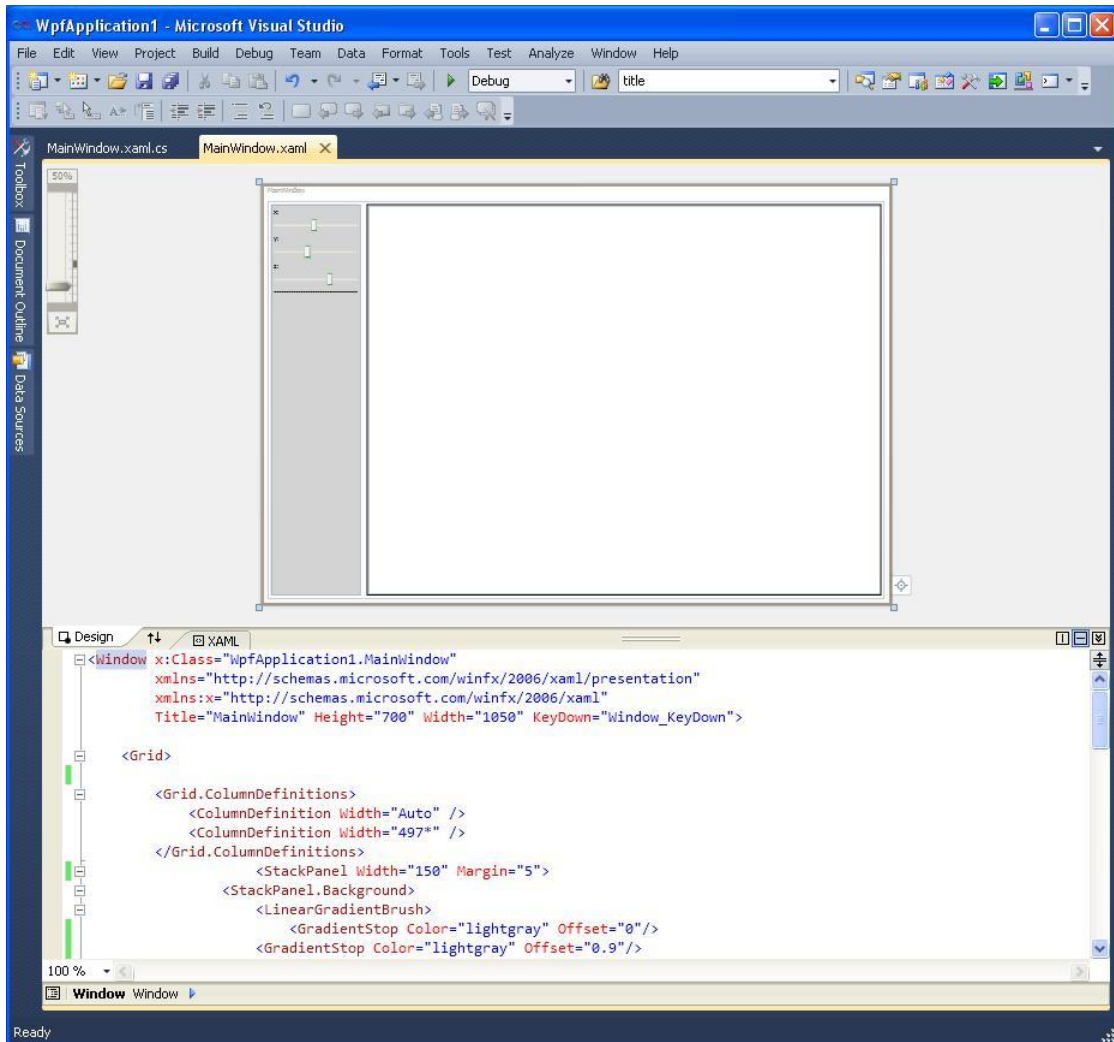 WpfApplication1 - Microsoft Visual Studio
File Edit View Project Build Debug Team Data Format Tools Test Analyze Window Help
Debug title
MainWindow.xaml.cs MainWindow.xaml
Toolbox
Document Outline
Data Sources
50%
MainWindow
x:
y:
z:
Design XAML
<Window x:Class="WpfApplication1.MainWindow"
xmlns="http://schemas.microsoft.com/winfx/2006/xaml/presentation"
xmlns:x="http://schemas.microsoft.com/winfx/2006/xaml"
Title="MainWindow" Height="700" Width="1050" KeyDown="Window_KeyDown">
<Grid>
<Grid.ColumnDefinitions>
<ColumnDefinition Width="Auto" />
<ColumnDefinition Width="497*" />
</Grid.ColumnDefinitions>
<StackPanel Width="150" Margin="5">
<StackPanel.Background>
<LinearGradientBrush>
<GradientStop Color="lightgray" Offset="0"/>
<GradientStop Color="lightgray" Offset="0.9"/>
100 %
Window Window
Ready